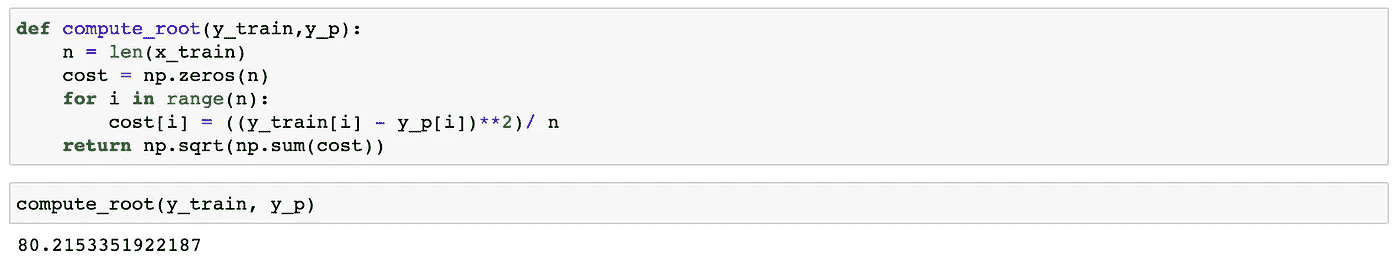 def compute_root(y_train,y_p):
    n = len(x_train)
    cost = np.zeros(n)
    for i in range(n):
        cost[i] = ((y_train[i] - y_p[i])**2)/ n
    return np.sqrt(np.sum(cost))
compute_root(y_train, y_p)
80.2153351922187